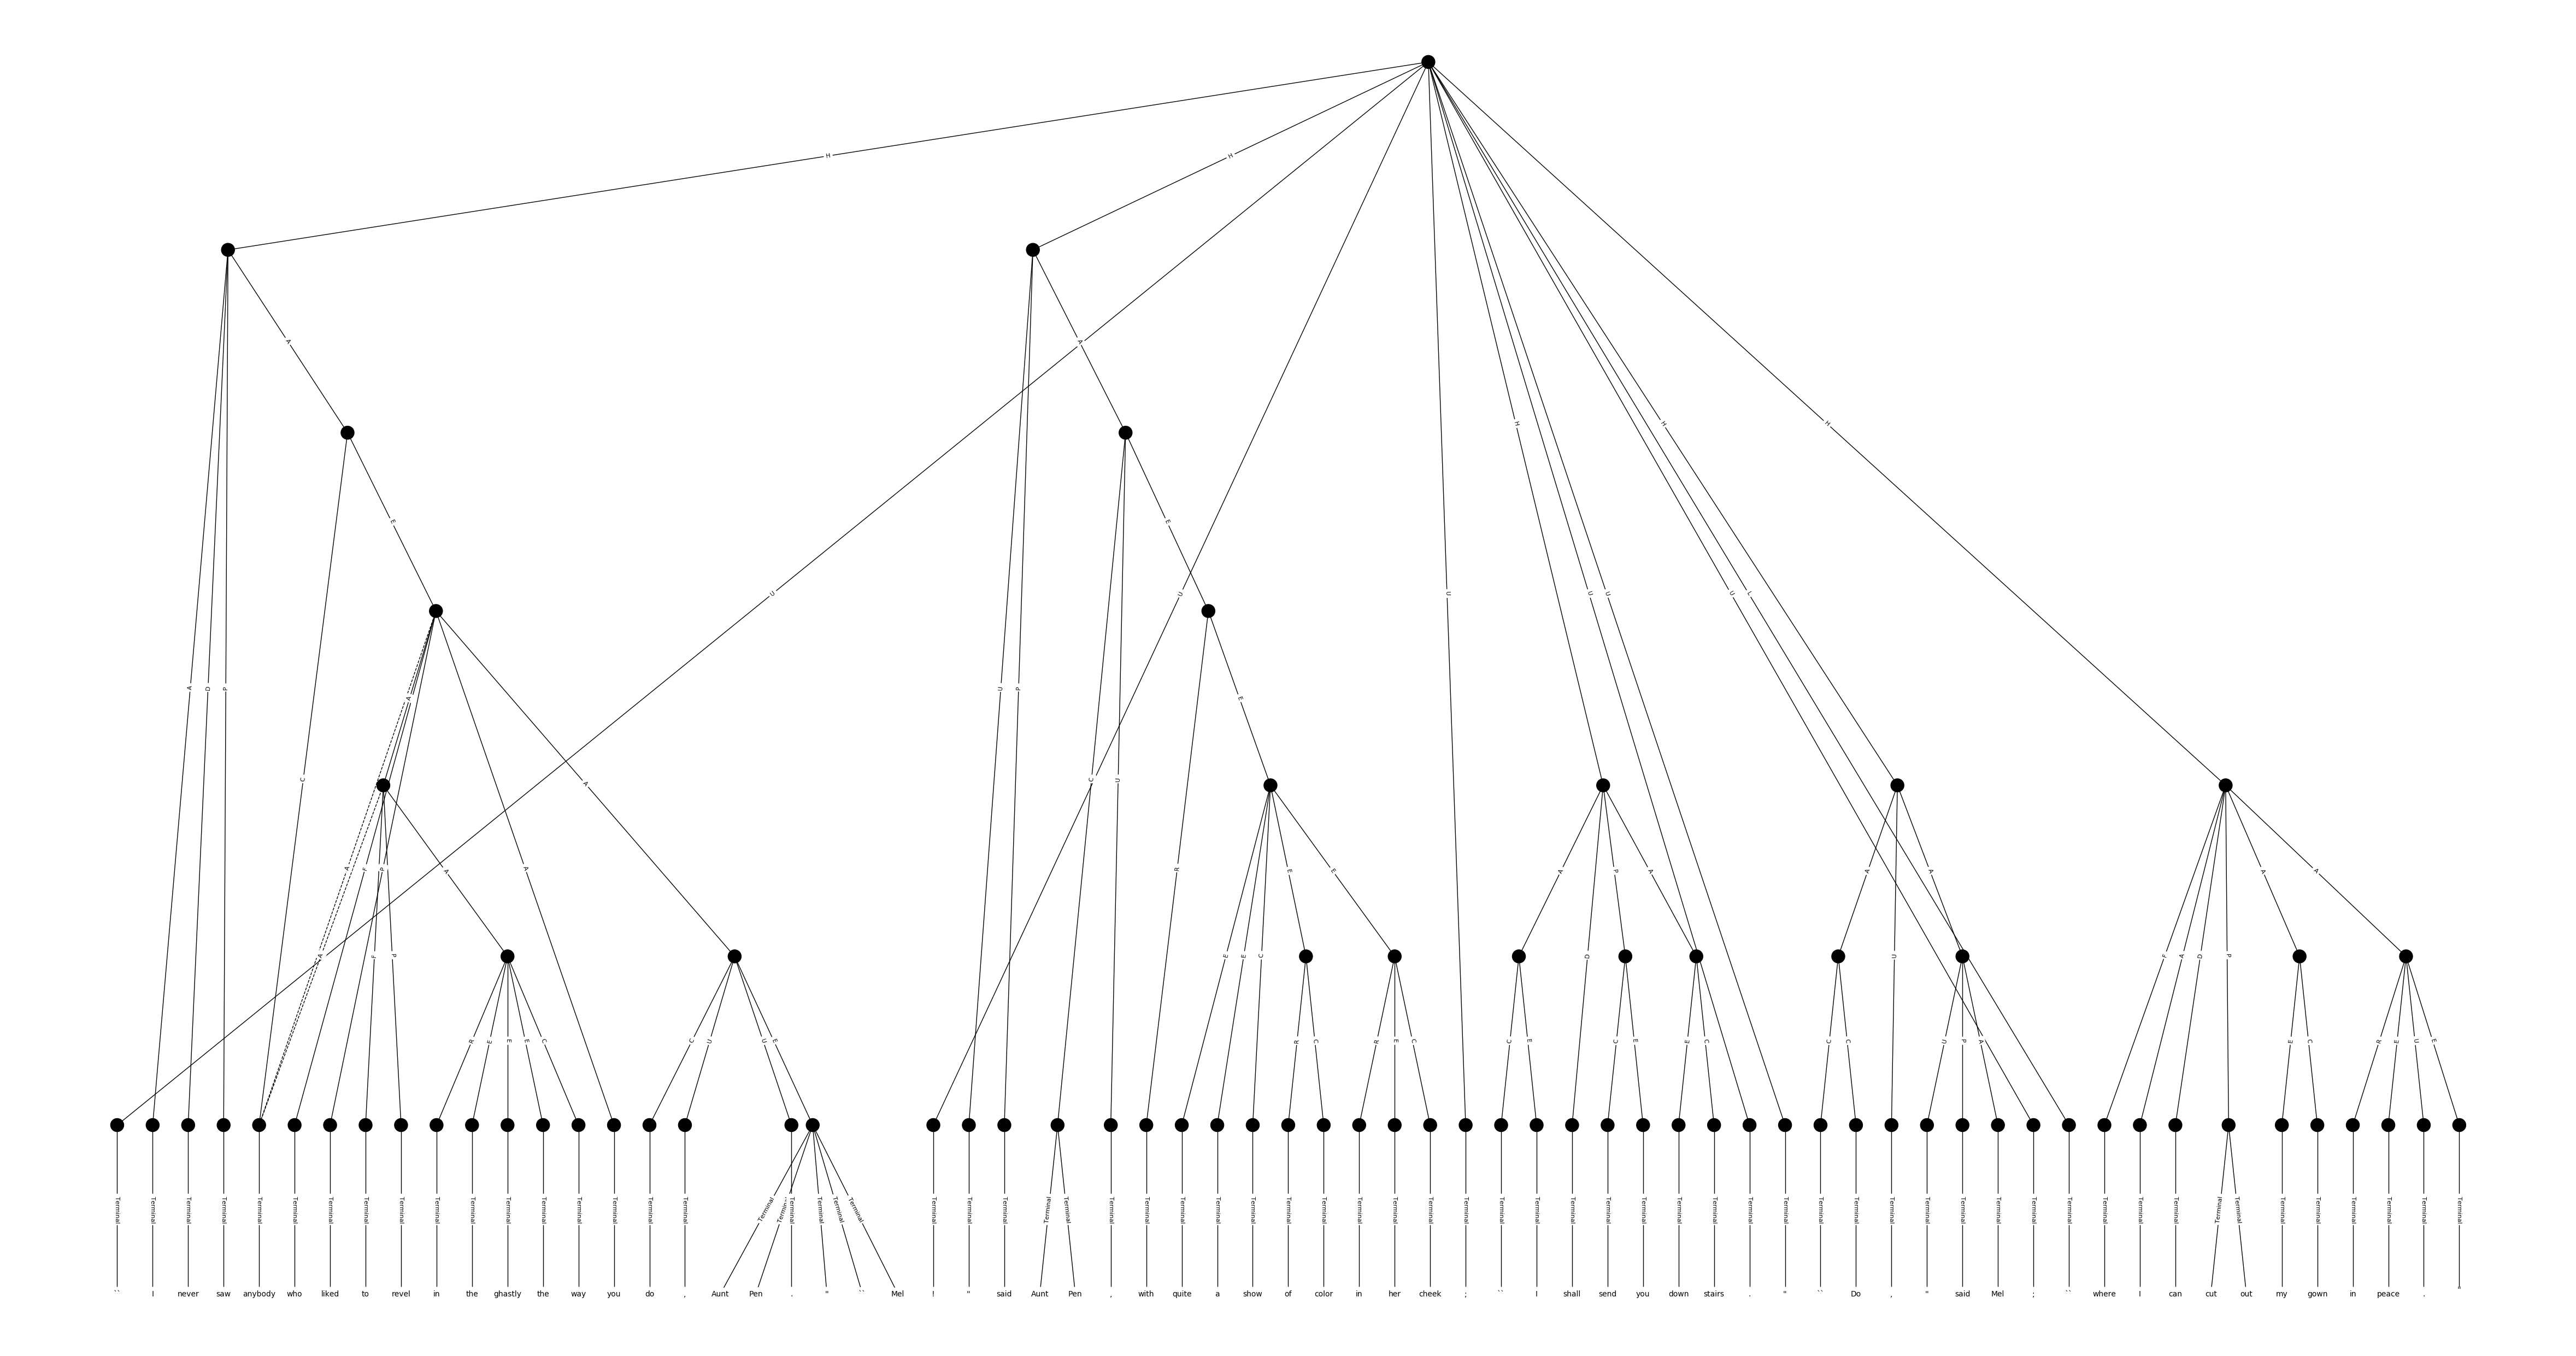 H H
A A
H H H
E E
U U U U U U L
A D P U P A E
C A C U
A F P A A R E A P A A A A A
A F P E E C D U F A D P
R E E E C C U U E R C R E C C E C E E C C C U P A E C R E U E
Terminal Terminal Terminal Terminal Terminal Terminal Terminal Terminal Terminal Terminal Terminal Terminal Terminal Terminal Terminal Terminal Terminal Terminal Terminal Terminal Terminal Terminal Terminal Terminal Terminal Terminal Terminal Terminal Terminal Terminal Terminal Terminal Terminal Terminal Terminal Terminal Terminal Terminal Terminal Terminal Terminal Terminal Terminal Terminal Terminal Terminal Terminal Terminal Terminal Terminal Terminal Terminal Terminal Terminal Terminal Terminal Terminal Terminal Terminal Terminal Terminal Terminal Terminal Terminal Terminal Terminal Terminal
`` I never saw anybody who liked to revel in the ghastly the way you do , Aunt Pen . " `` Mel ! " said Aunt Pen , with quite a show of color in her cheek ; `` I shall send you down stairs . " `` Do , " said Mel ; `` where I can cut out my gown in peace . "